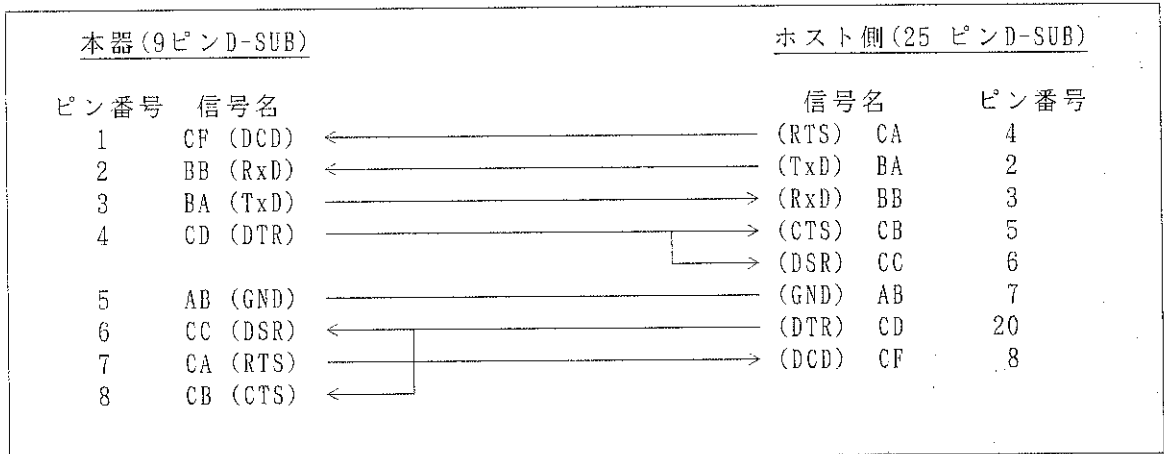 本器(9ピンD-SUB) ホスト側(25 ピンD-SUB)
ピン番号 信号名 信号名 ピン番号
1 CF (DCD) (RTS) CA 4
2 BB (RxD) (TxD) BA 2
3 BA (TxD) (RxD) BB 3
4 CD (DTR) (CTS) CB 5
(DSR) CC 6
5 AB (GND) (GND) AB 7
6 CC (DSR) (DTR) CD 20
7 CA (RTS) (DCD) CF 8
8 CB (CTS)